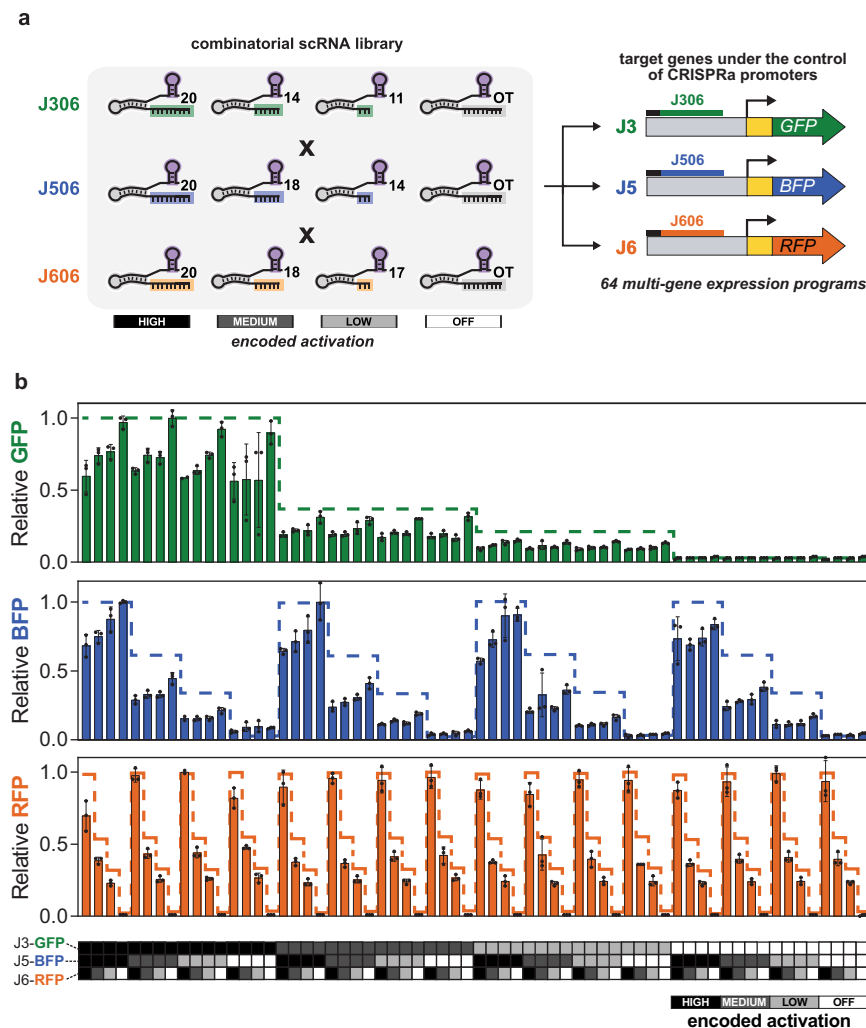 a
combinatorial scRNA library
target genes under the control
of CRISPRa promoters
J306
20
14
11
OT
X
J506
20
18
14
OT
X
J606
20
18
17
OT
HIGH
MEDIUM
LOW
OFF
encoded activation
J306
J3
GFP
J506
J5
BFP
J606
J6
RFP
64 multi-gene expression programs
b
Relative GFP
1.0
0.5
0.0
Relative BFP
1.0
0.5
0.0
Relative RFP
1.0
0.5
0.0
J3-GFP
J5-BFP
J6-RFP
HIGH
MEDIUM
LOW
OFF
encoded activation